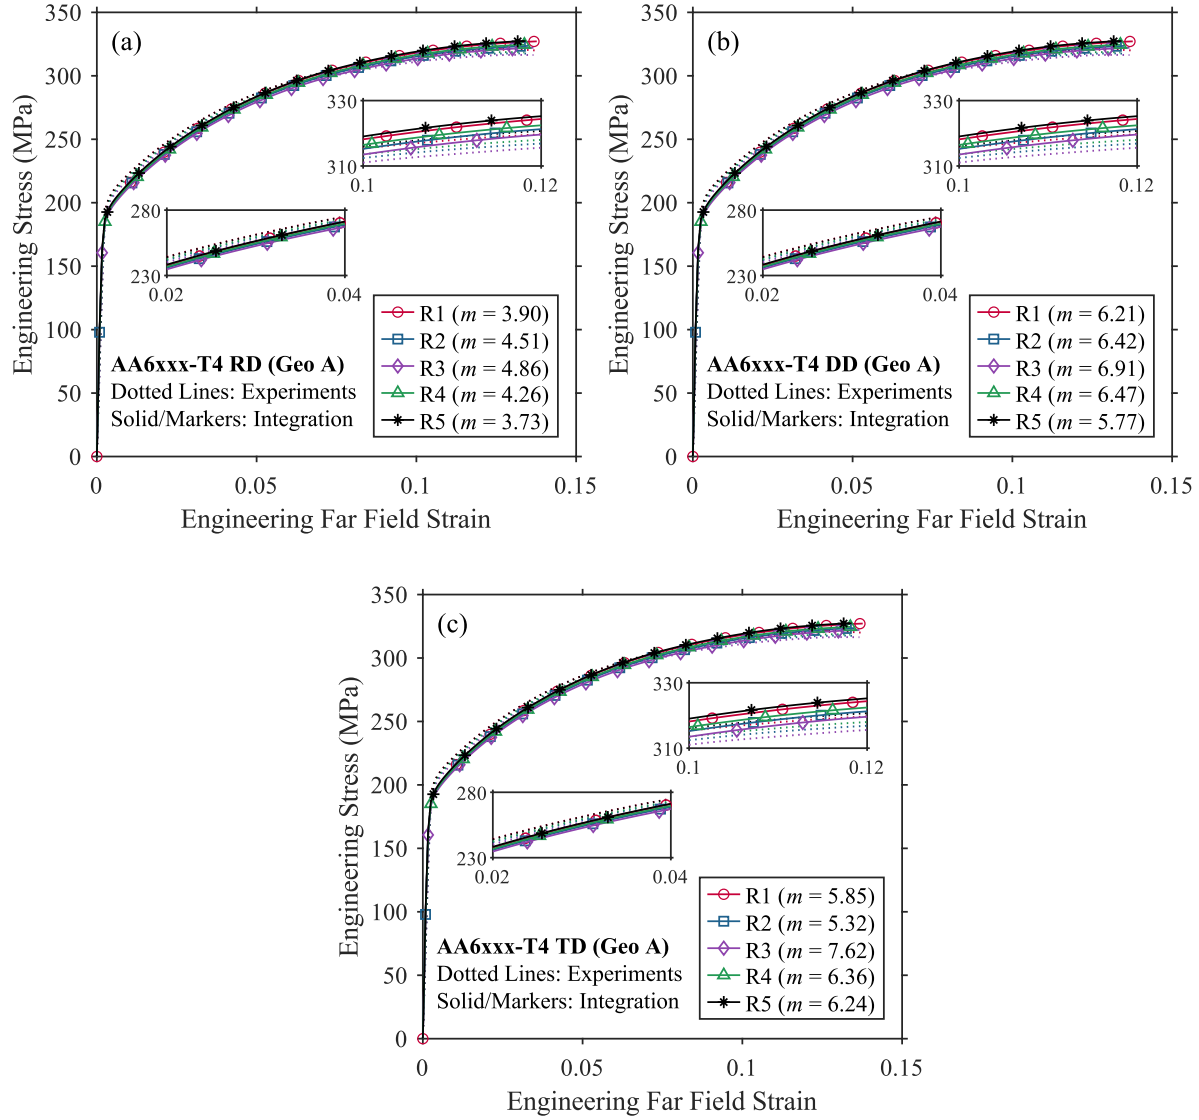 (a)
Engineering Stress (MPa)
350
300
250
200
150
100
50
0
330
310
0.1
0.12
280
230
0.02
0.04
R1 (m = 3.90)
R2 (m = 4.51)
R3 (m = 4.86)
R4 (m = 4.26)
R5 (m = 3.73)
AA6xxx-T4 RD (Geo A)
Dotted Lines: Experiments
Solid/Markers: Integration
0
0.05
0.1
0.15
Engineering Far Field Strain
(b)
Engineering Stress (MPa)
350
300
250
200
150
100
50
0
330
310
0.1
0.12
280
230
0.02
0.04
R1 (m = 6.21)
R2 (m = 6.42)
R3 (m = 6.91)
R4 (m = 6.47)
R5 (m = 5.77)
AA6xxx-T4 DD (Geo A)
Dotted Lines: Experiments
Solid/Markers: Integration
0
0.05
0.1
0.15
Engineering Far Field Strain
(c)
Engineering Stress (MPa)
350
300
250
200
150
100
50
0
330
310
0.1
0.12
280
230
0.02
0.04
R1 (m = 5.85)
R2 (m = 5.32)
R3 (m = 7.62)
R4 (m = 6.36)
R5 (m = 6.24)
AA6xxx-T4 TD (Geo A)
Dotted Lines: Experiments
Solid/Markers: Integration
0
0.05
0.1
0.15
Engineering Far Field Strain